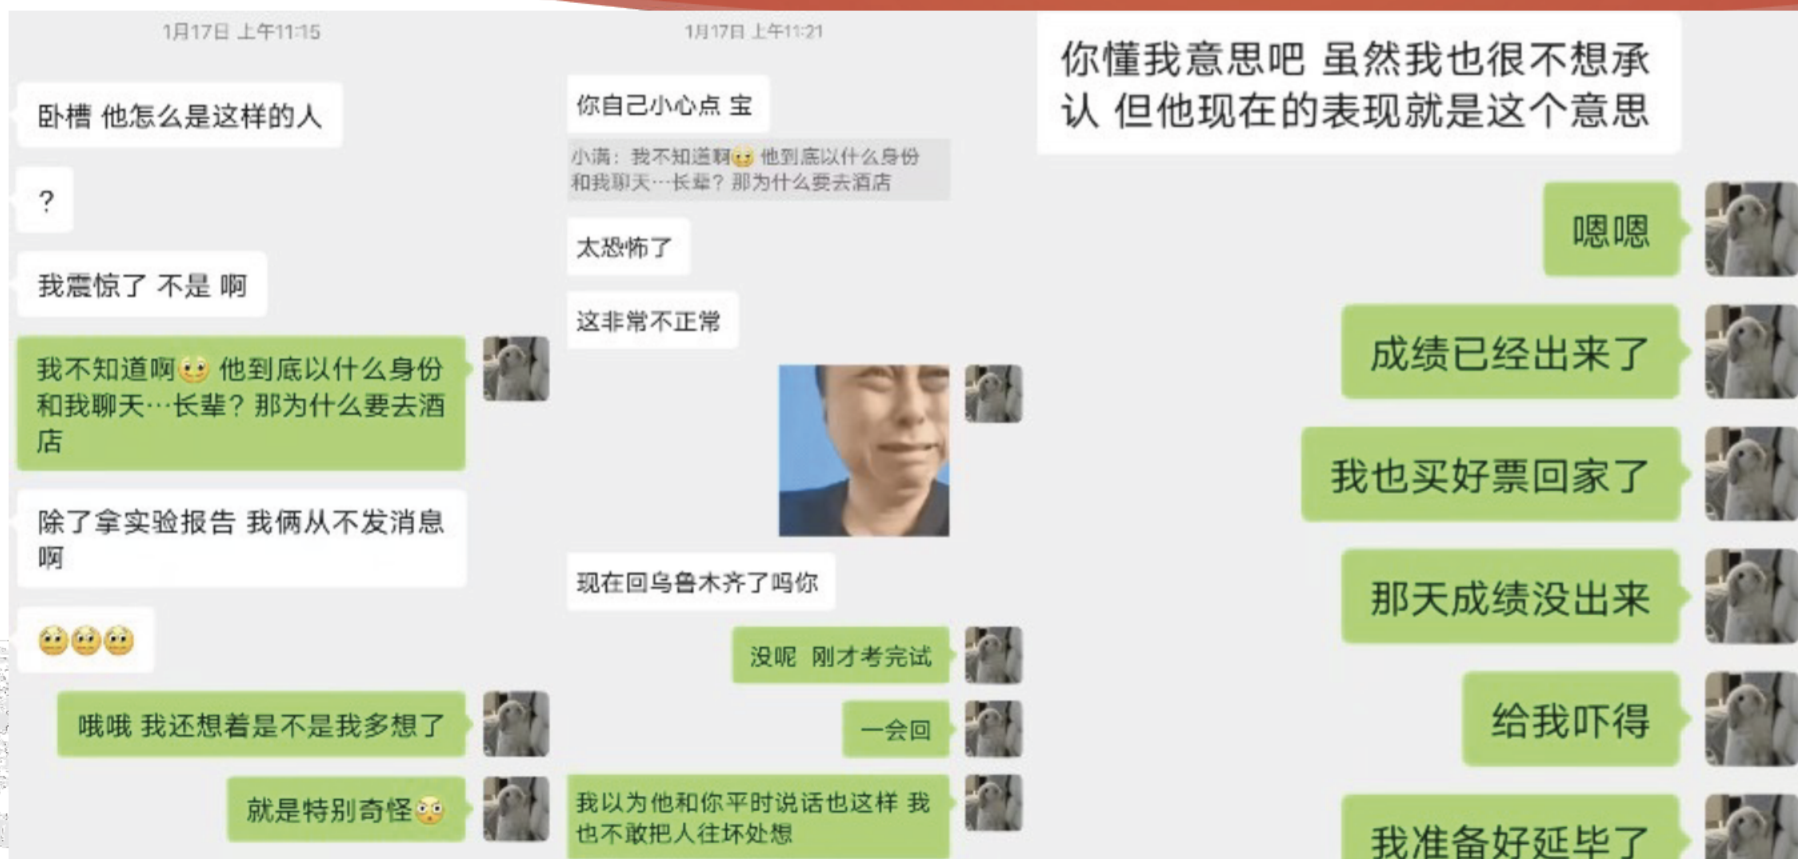 1月17日 上午11:15
卧槽 他怎么是这样的人
?
我震惊了 不是 啊
我不知道啊 他到底以什么身份
和我聊天…长辈？那为什么要去酒
店
除了拿实验报告 我俩从不发消息
啊
哦哦 我还想着是不是我多想了
就是特别奇怪
1月17日 上午11:21
你自己小心点 宝
小满：我不知道啊 他到底以什么身份
和我聊天…长辈？那为什么要去酒店
太恐怖了
这非常不正常
现在回乌鲁木齐了吗你
没呢 刚才考完试
一会回
我以为他和你平时说话也这样 我
也不敢把人往坏处想
你懂我意思吧 虽然我也很不想承
认 但他现在的表现就是这个意思
嗯嗯
成绩已经出来了
我也买好票回家了
那天成绩没出来
给我吓得
我准备好延毕了